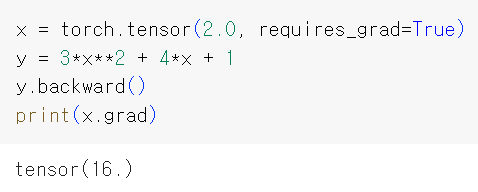 x = torch.tensor(2.0, requires_grad=True)
y = 3*x**2 + 4*x + 1
y.backward()
print(x.grad)
tensor(16.)